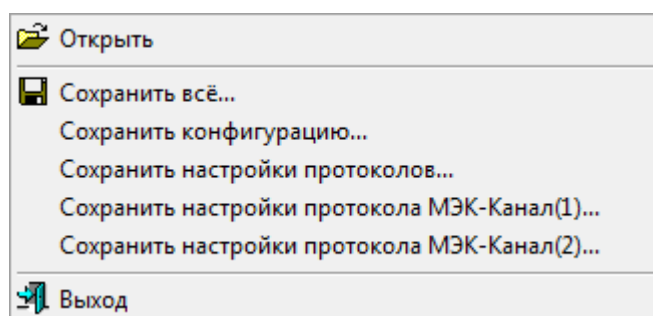 Открыть
Сохранить всё...
Сохранить конфигурацию...
Сохранить настройки протоколов...
Сохранить настройки протокола МЭК-Канал(1)...
Сохранить настройки протокола МЭК-Канал(2)...
Выход